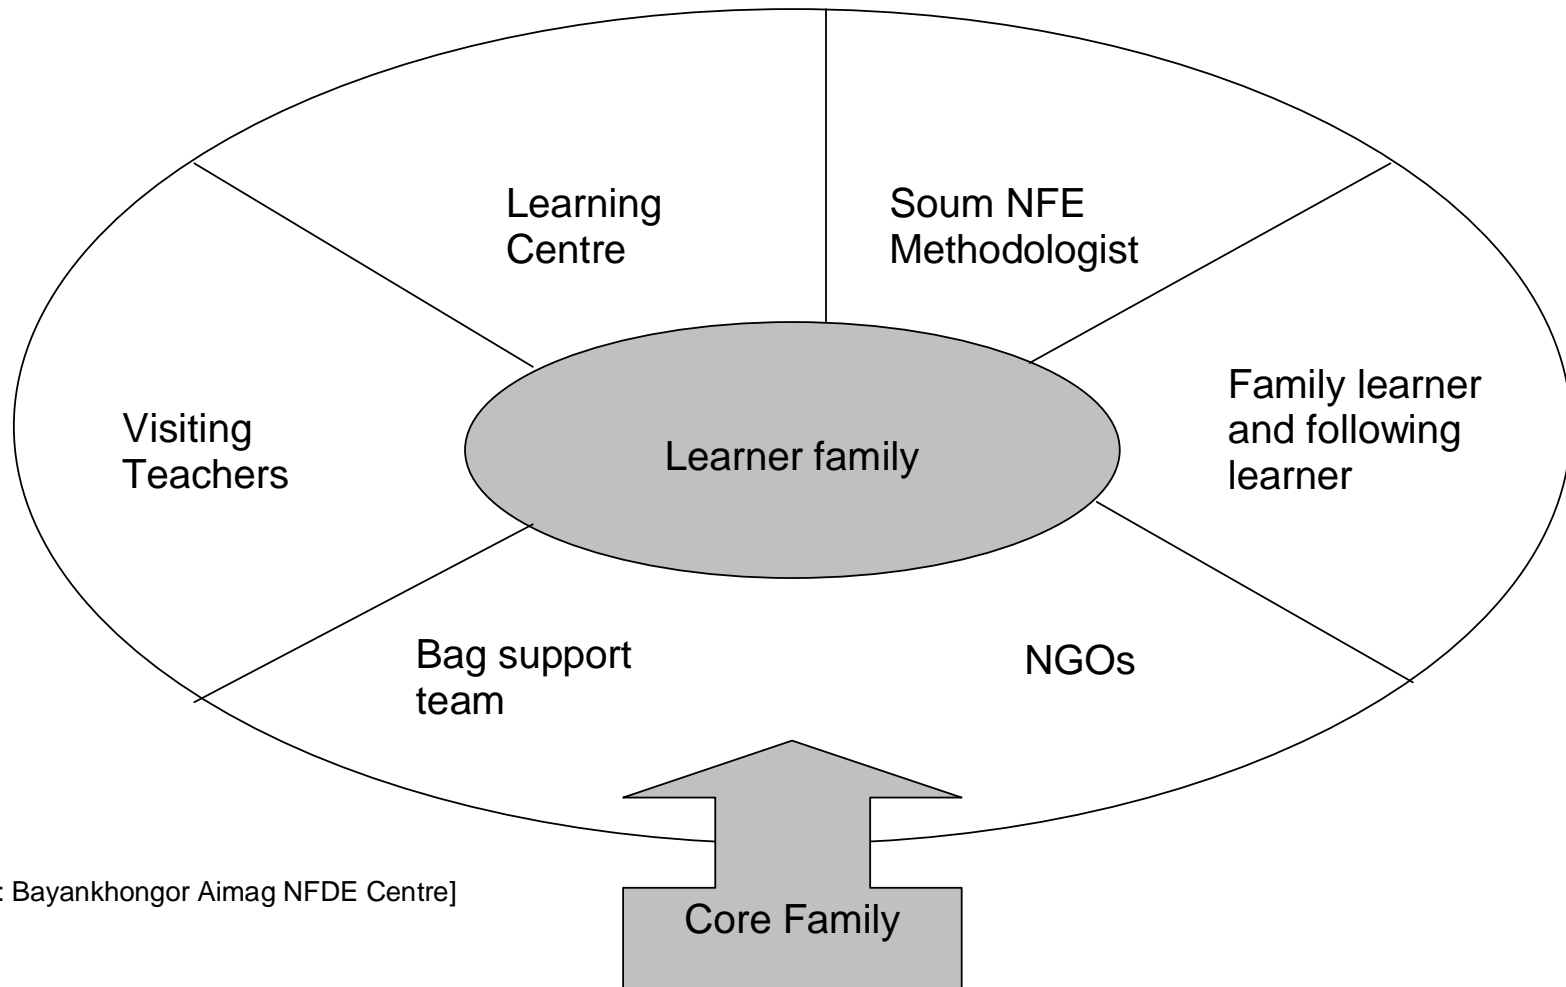 Learning
Centre
Soum NFE
Methodologist
Visiting
Teachers
Learner family
Family learner
and following
learner
Bag support
team
NGOs
: Bayankhongor Aimag NFDE Centre]
Core Family